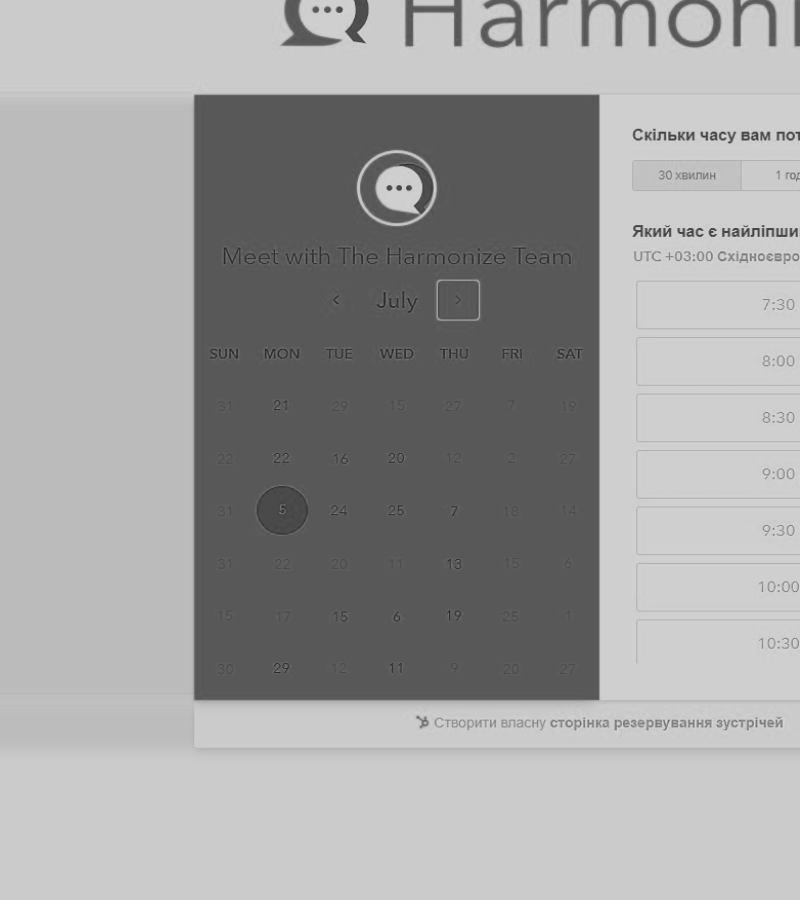 Harmoni
Meet with The Harmonize Team
< July >
SUN MON TUE WED THU FRI SAT
31 21 29 15 27 7 19
22 22 16 20 12 2 27
31 5 24 25 7 18 14
31 22 20 11 13 15 6
15 17 15 6 19 25 1
30 29 12 11 9 20 27
Скільки часу вам пот
30 хвилин 1 год
Який час є найліпши
UTC +03:00 Східноєвро
7:30
8:00
8:30
9:00
9:30
10:00
10:30
Створити власну сторінка резервування зустрічей